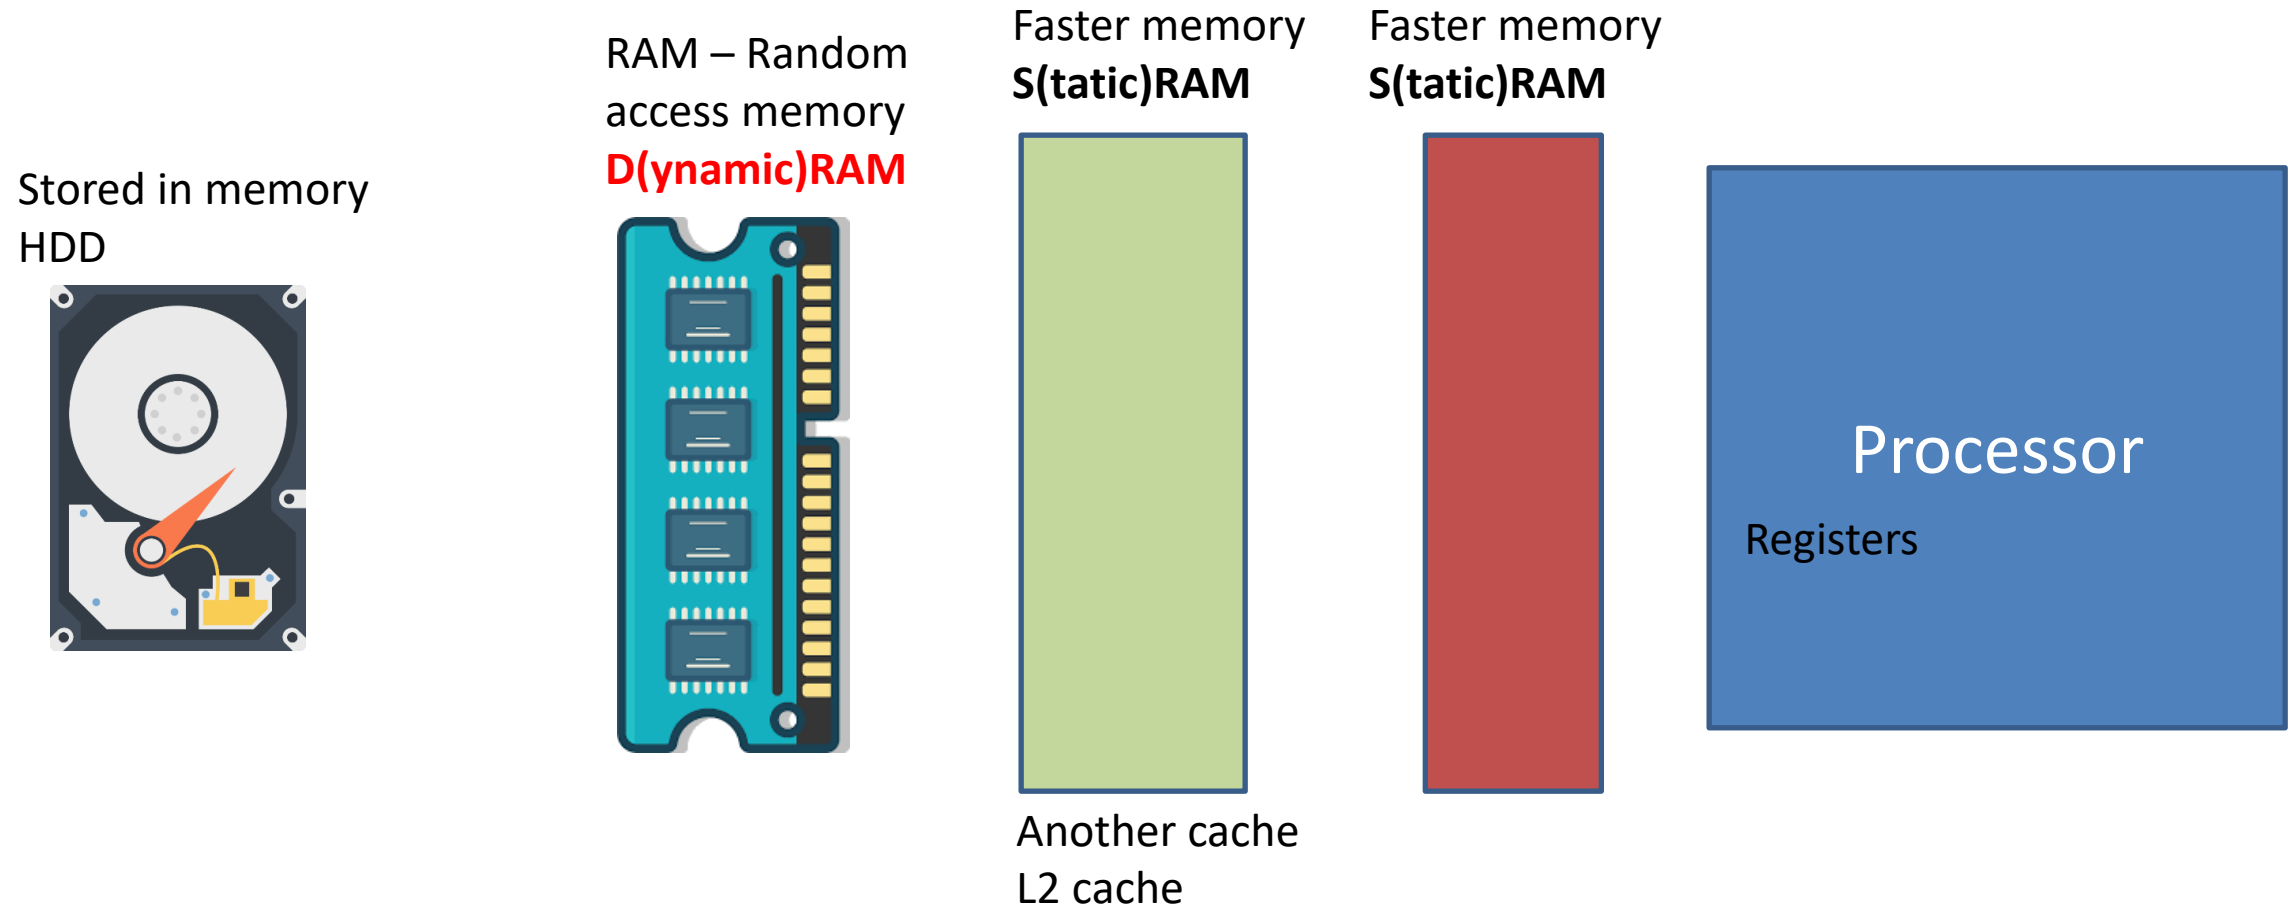 Stored in memory
HDD
RAM – Random
access memory
D(ynamic)RAM
Faster memory
S(tatic)RAM
Another cache
L2 cache
Faster memory
S(tatic)RAM
Processor
Registers